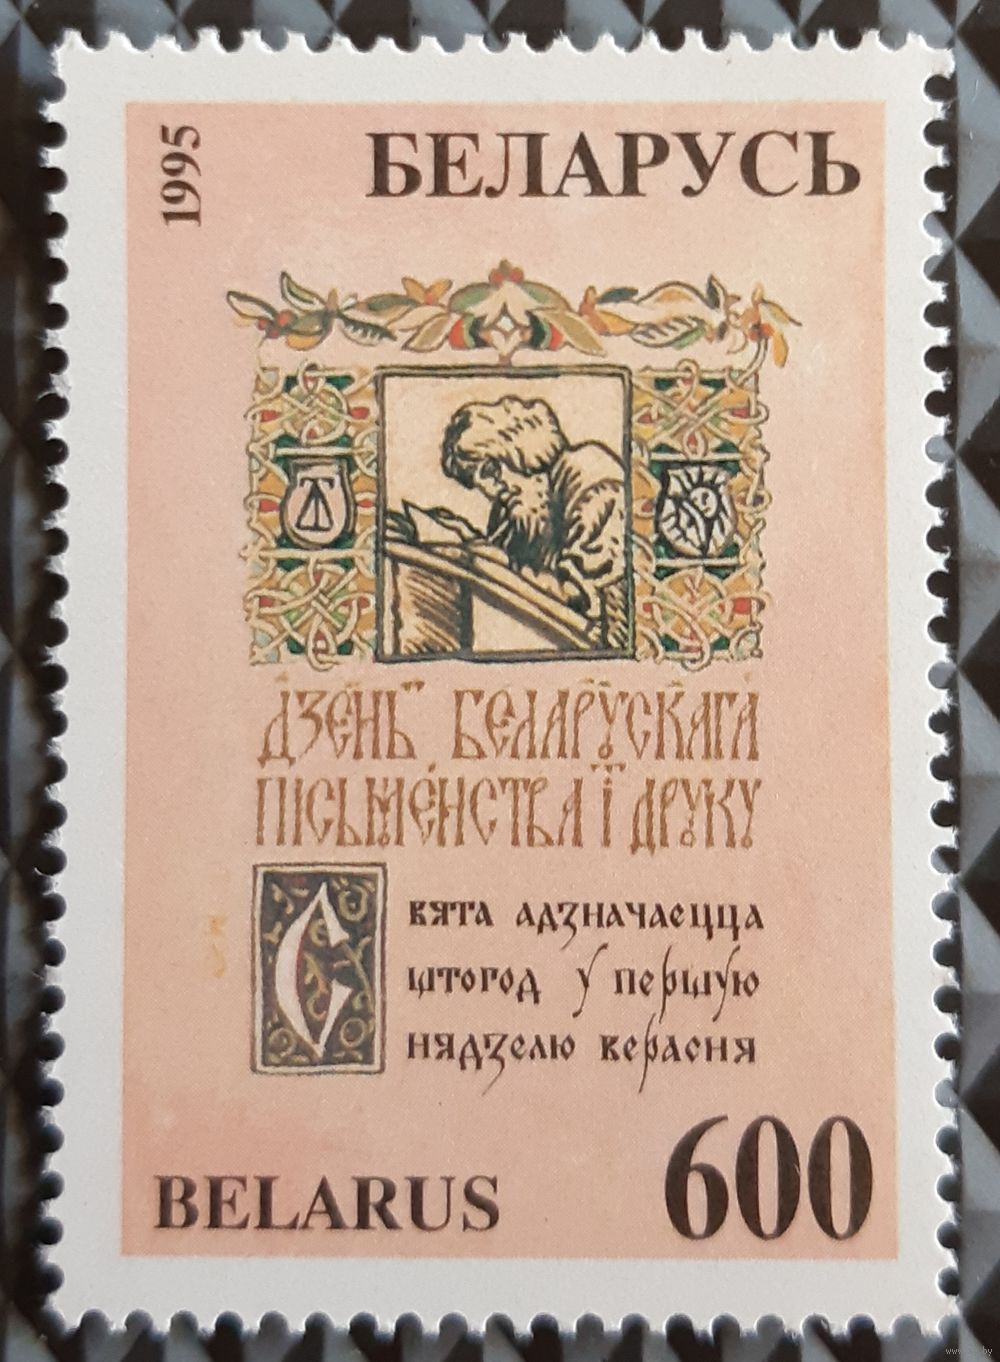 1995
БЕЛАРУСЬ
ДЗЕНЬ БЕЛАРУСКАГА
ПІСЬМЕНСТВА І ДРУКУ
СВЯТА АДЗНАЧАЕЦЦА
ШТОГОД У ПЕРШУЮ
НЯДЗЕЛЮ ВЕРАСНЯ
BELARUS
600